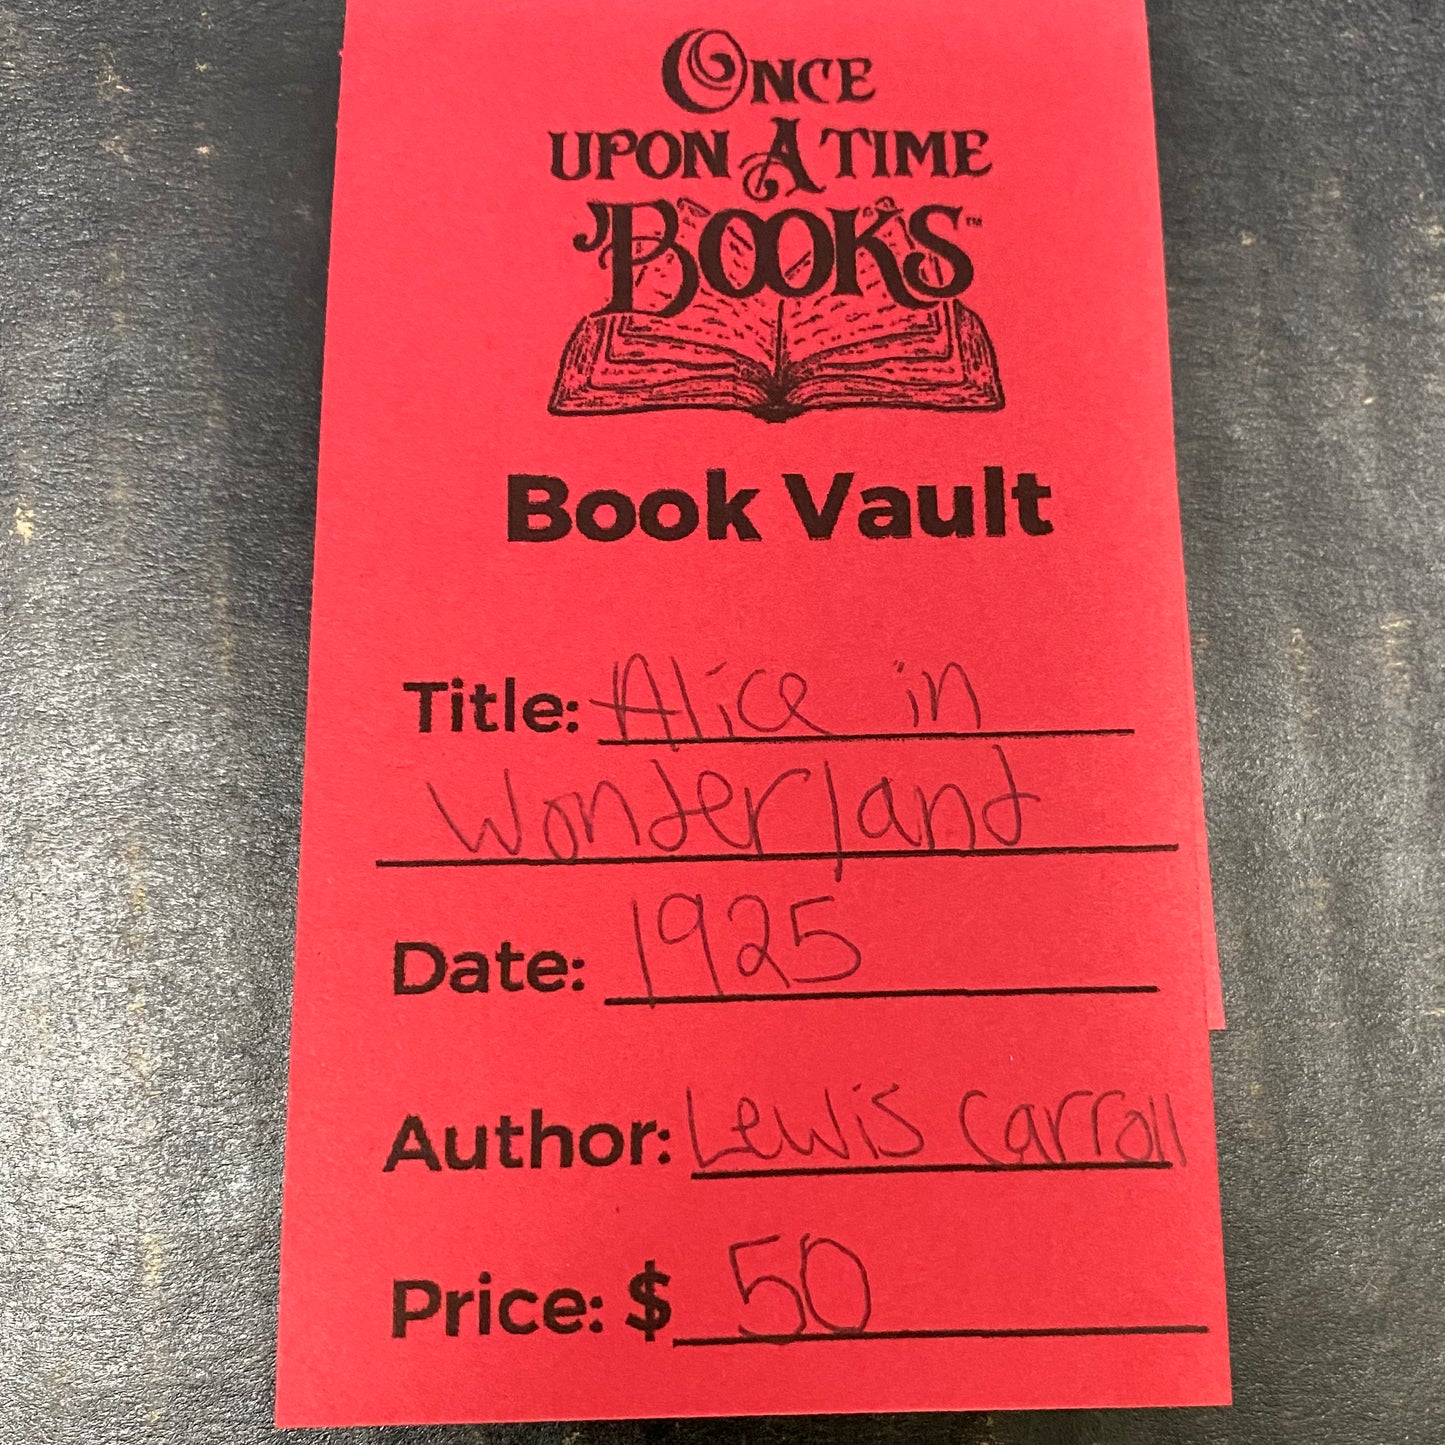 ONCE
UPON A TIME
BOOKS™
Book Vault
Title: Alice in
Wonderland
Date: 1925
Author: Lewis Carroll
Price: $ 50